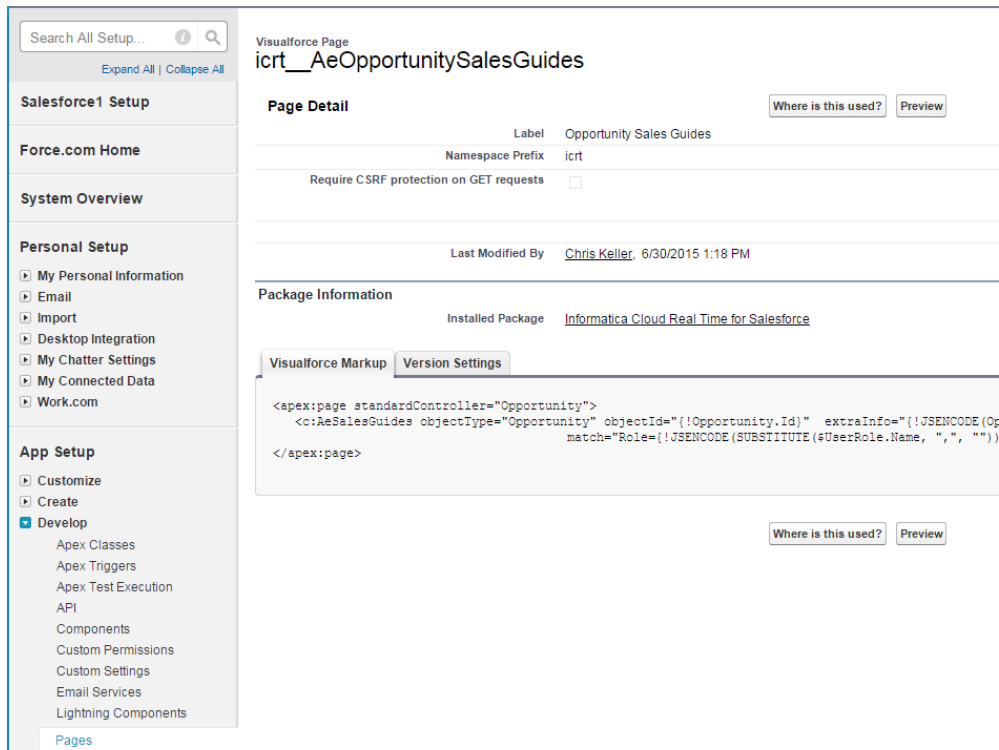 Search All Setup...
Expand All | Collapse All
Salesforce1 Setup
Force.com Home
System Overview
Personal Setup
My Personal Information
Email
Import
Desktop Integration
My Chatter Settings
My Connected Data
Work.com
App Setup
Customize
Create
Develop
Apex Classes
Apex Triggers
Apex Test Execution
API
Components
Custom Permissions
Custom Settings
Email Services
Lightning Components
Pages
Visualforce Page
icrt__AeOpportunitySalesGuides
Page Detail
Where is this used? Preview
Label Opportunity Sales Guides
Namespace Prefix icrt
Require CSRF protection on GET requests
Last Modified By Chris Keller, 6/30/2015 1:18 PM
Package Information
Installed Package Informatica Cloud Real Time for Salesforce
Visualforce Markup Version Settings
<apex:page standardController="Opportunity">
<c:AeSalesGuides objectType="Opportunity" objectId="{!Opportunity.Id}" extraInfo="{!JSENCODE(Op
match="Role={!JSENCODE(SUBSTITUTE($UserRole.Name, ",", ""))
</apex:page>
Where is this used? Preview